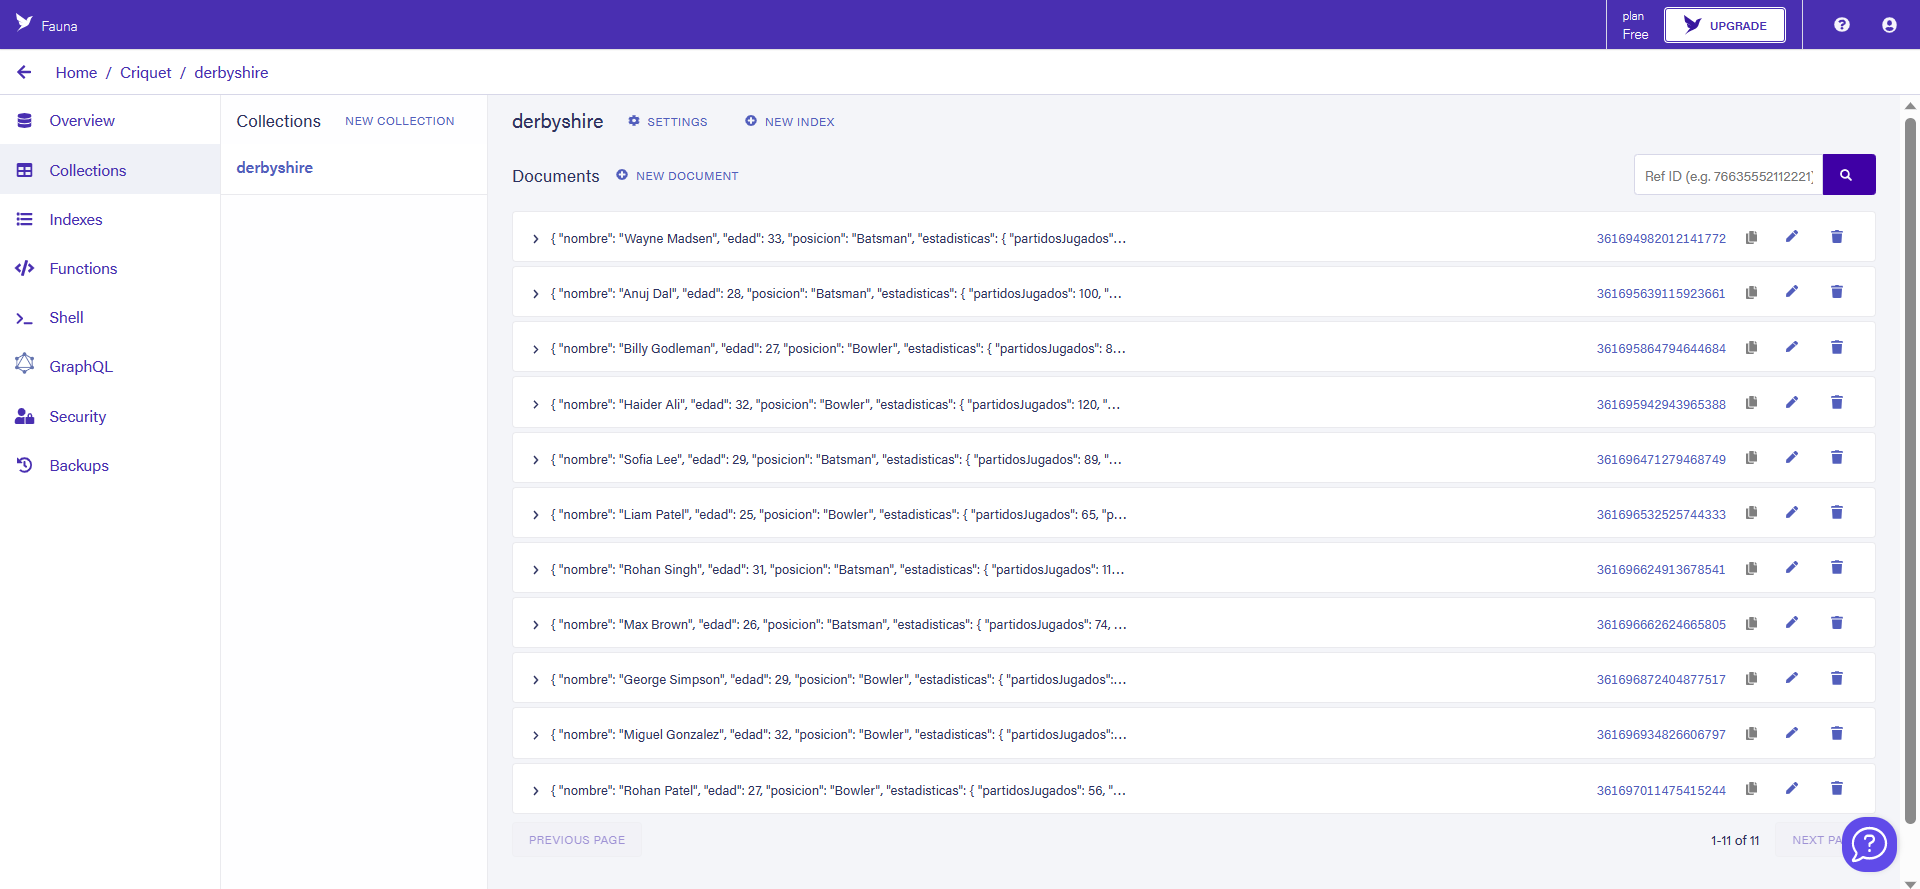 Fauna
plan
Free
UPGRADE
Home / Criquet / derbyshire
Overview
Collections
Indexes
Functions
Shell
GraphQL
Security
Backups
Collections NEW COLLECTION
derbyshire
derbyshire SETTINGS NEW INDEX
Documents NEW DOCUMENT
Ref ID (e.g. 76635552112221)
{ "nombre": "Wayne Madsen", "edad": 33, "posicion": "Batsman", "estadisticas": { "partidosJugados"... 361694982012141772
{ "nombre": "Anuj Dal", "edad": 28, "posicion": "Batsman", "estadisticas": { "partidosJugados": 100, "... 361695639115923661
{ "nombre": "Billy Godleman", "edad": 27, "posicion": "Bowler", "estadisticas": { "partidosJugados": 8... 361695864794644684
{ "nombre": "Haider Ali", "edad": 32, "posicion": "Bowler", "estadisticas": { "partidosJugados": 120, "... 361695942943965388
{ "nombre": "Sofia Lee", "edad": 29, "posicion": "Batsman", "estadisticas": { "partidosJugados": 89, "... 361696471279468749
{ "nombre": "Liam Patel", "edad": 25, "posicion": "Bowler", "estadisticas": { "partidosJugados": 65, "p... 361696532525744333
{ "nombre": "Rohan Singh", "edad": 31, "posicion": "Batsman", "estadisticas": { "partidosJugados": 11... 361696624913678541
{ "nombre": "Max Brown", "edad": 26, "posicion": "Batsman", "estadisticas": { "partidosJugados": 74, ... 361696662624665805
{ "nombre": "George Simpson", "edad": 29, "posicion": "Bowler", "estadisticas": { "partidosJugados":... 361696872404877517
{ "nombre": "Miguel Gonzalez", "edad": 32, "posicion": "Bowler", "estadisticas": { "partidosJugados":... 361696934826606797
{ "nombre": "Rohan Patel", "edad": 27, "posicion": "Bowler", "estadisticas": { "partidosJugados": 56, "... 361697011475415244
PREVIOUS PAGE 1-11 of 11 NEXT PA